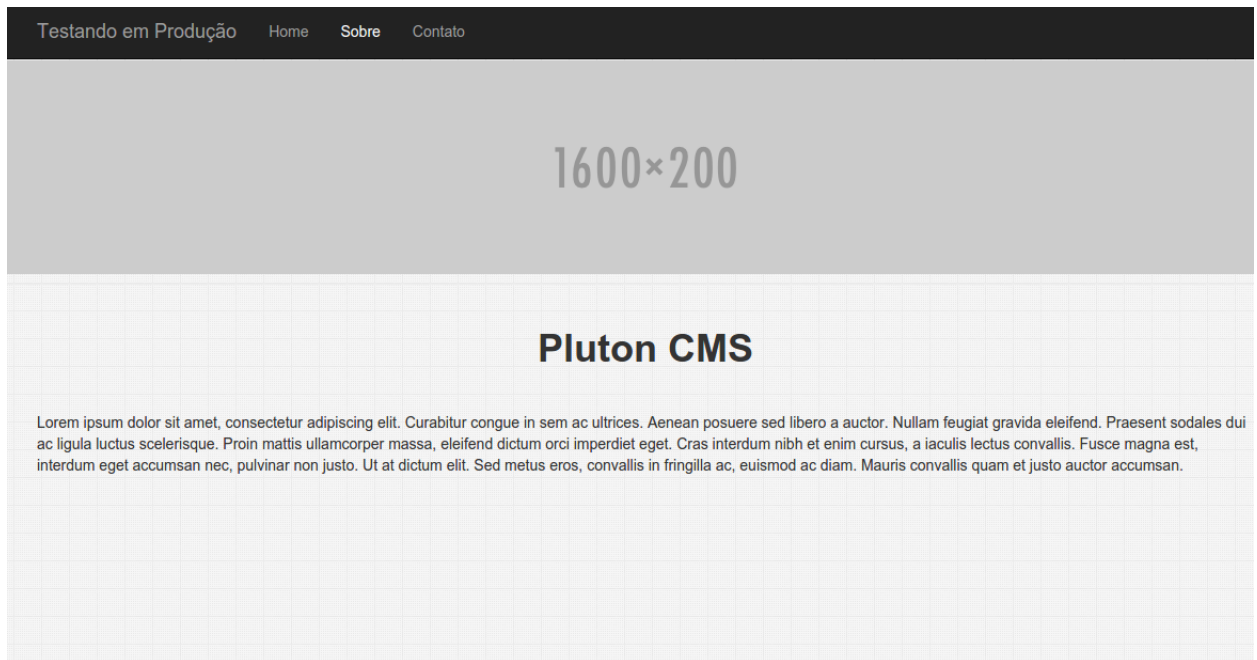 Testando em Produção Home Sobre Contato
1600×200
Pluton CMS
Lorem ipsum dolor sit amet, consectetur adipiscing elit. Curabitur congue in sem ac ultrices. Aenean posuere sed libero a auctor. Nullam feugiat gravida eleifend. Praesent sodales dui
ac ligula luctus scelerisque. Proin mattis ullamcorper massa, eleifend dictum orci imperdiet eget. Cras interdum nibh et enim cursus, a iaculis lectus convallis. Fusce magna est,
interdum eget accumsan nec, pulvinar non justo. Ut at dictum elit. Sed metus eros, convallis in fringilla ac, euismod ac diam. Mauris convallis quam et justo auctor accumsan.